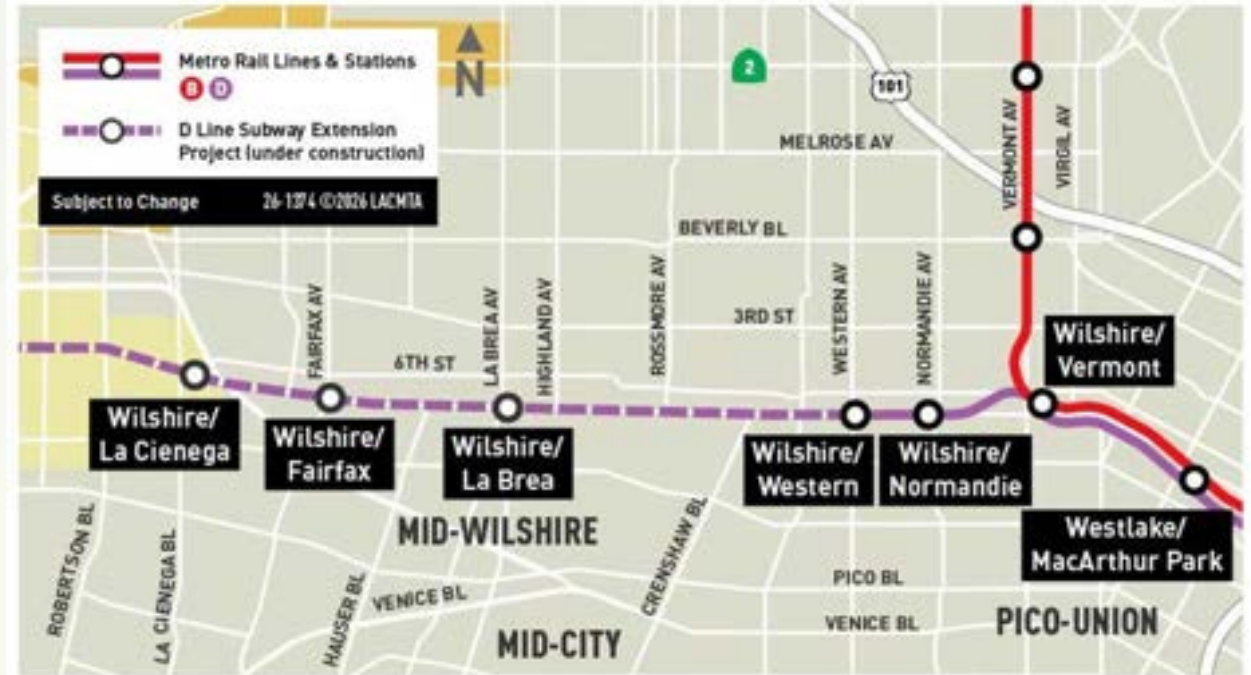 Metro Rail Lines & Stations
B D
D Line Subway Extension
Project (under construction)
Subject to Change 26-1374 ©2026 LACMTA
N
2
101
MELROSE AV
VERMONT AV
VIRGIL AV
BEVERLY BL
FAIRFAX AV
LA BREA AV
HIGHLAND AV
ROSSMORE AV
WESTERN AV
NORMANDIE AV
3RD ST
6TH ST
Wilshire/
Vermont
Wilshire/
La Cienega
Wilshire/
Fairfax
Wilshire/
La Brea
Wilshire/
Western
Wilshire/
Normandie
Westlake/
MacArthur Park
MID-WILSHIRE
ROBERTSON BL
LA CIENEGA BL
HAUSER BL
VENICE BL
CRENSHAW BL
PICO BL
VENICE BL
MID-CITY
PICO-UNION